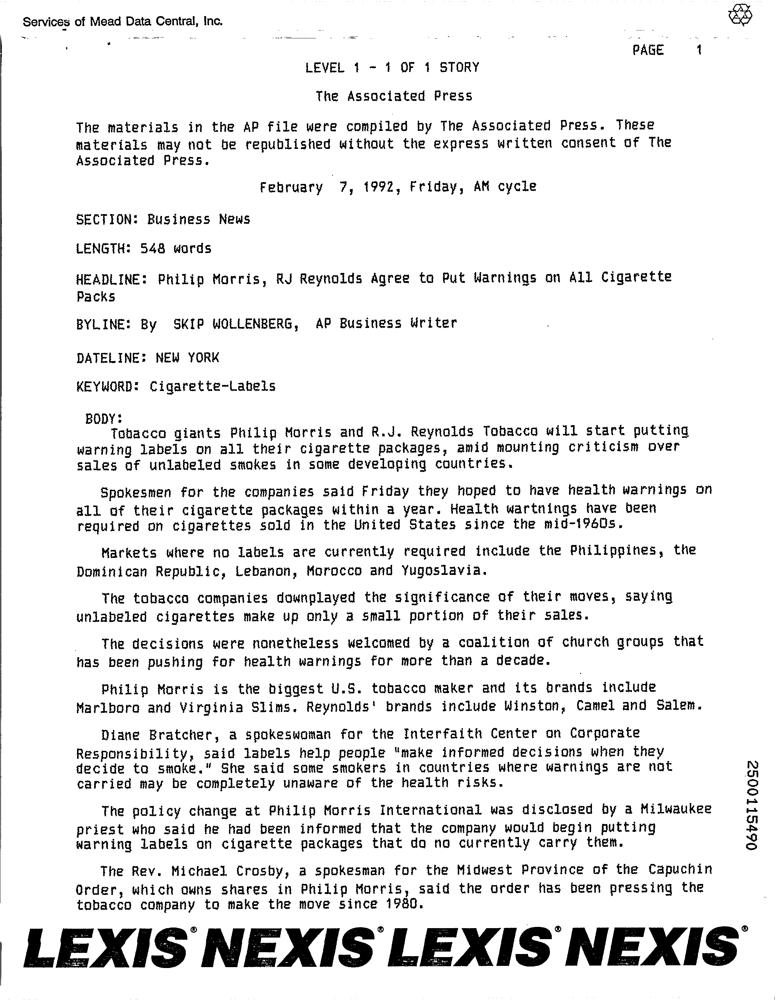 Services of Mead Data Central, Inc.
PAGE 1
LEVEL 1 - 1 OF 1 STORY
The Associated Press
The materials in the AP file were compiled by The Associated Press. These
materials may not be republished without the express written consent of The
Associated Press.
February 7, 1992, Friday, AM cycle
SECTION: Business News
LENGTH: 548 words
HEADLINE: Philip Morris, RJ Reynolds Agree to Put Warnings on All Cigarette
Packs
BYLINE: By SKIP WOLLENBERG, AP Business Writer
DATELINE: NEW YORK
KEYWORD: Cigarette-Labels
BODY:
Tobacco giants Philip Morris and R.J. Reynolds Tobacco will start putting
warning labels on all their cigarette packages, amid mounting criticism over
sales of unlabeled smokes in some developing countries.
Spokesmen for the companies said Friday they hoped to have health warnings on
all of their cigarette packages within a year. Health wartnings have been
required on cigarettes sold in the United States since the mid-1960s.
Markets where no labels are currently required include the Philippines, the
Dominican Republic, Lebanon, Morocco and Yugoslavia.
The tobacco companies downplayed the significance of their moves, saying
unlabeled cigarettes make up only a small portion of their sales.
The decisions were nonetheless welcomed by a coalition of church groups that
has been pushing for health warnings for more than a decade.
Philip Morris is the biggest U.S. tobacco maker and its brands include
Marlboro and Virginia Slims. Reynolds' brands include Winston, Camel and Salem.
Diane Bratcher, a spokeswoman for the Interfaith Center on Corporate
Responsibility, said labels help people "make informed decisions when they
decide to smoke." She said some smokers in countries where warnings are not
carried may be completely unaware of the health risks.
The policy change at Philip Morris International was disclosed by a Milwaukee
priest who said he had been informed that the company would begin putting
warning labels on cigarette packages that do no currently carry them.
The Rev. Michael Crosby, a spokesman for the Midwest Province of the Capuchin
Order, which owns shares in Philip Morris, said the order has been pressing the
tobacco company to make the move since 1980.
2500115490
LEXIS® NEXIS® LEXIS® NEXIS®